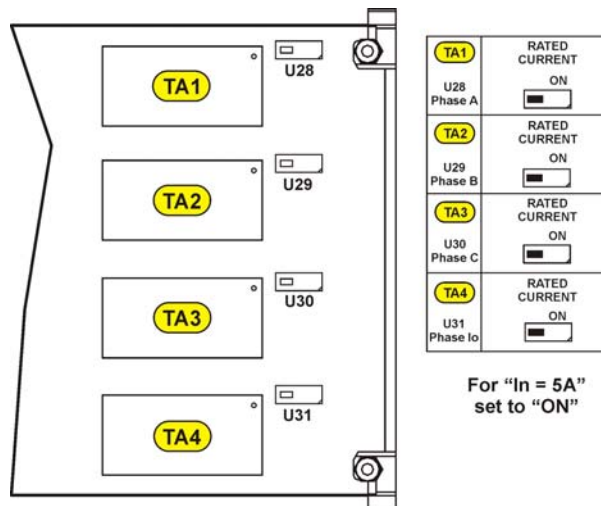 TA1
U28
TA2
U29
TA3
U30
TA4
U31
TA1
RATED
CURRENT
U28
Phase A
ON
TA2
RATED
CURRENT
U29
Phase B
ON
TA3
RATED
CURRENT
U30
Phase C
ON
TA4
RATED
CURRENT
U31
Phase Io
ON
For “In = 5A”
set to “ON”